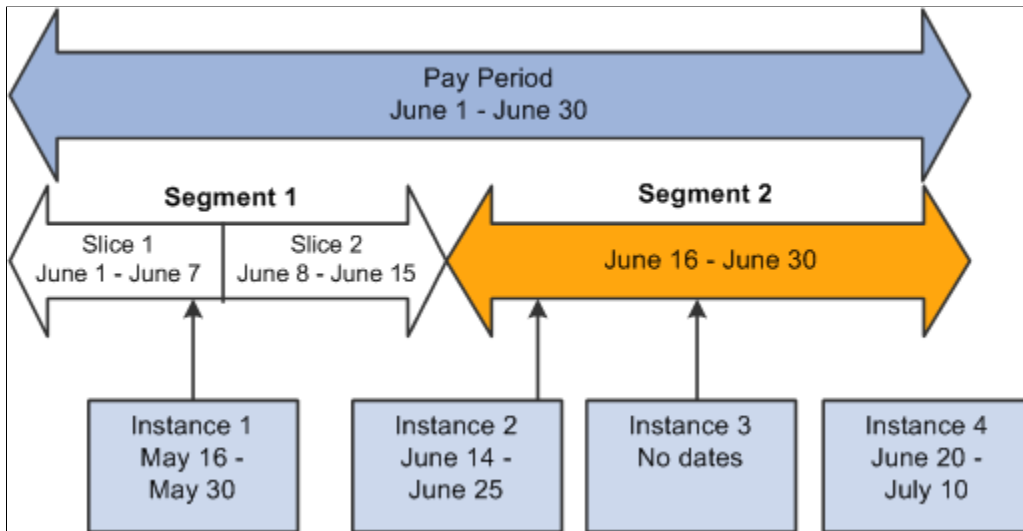 Pay Period
June 1 - June 30
Segment 1
Segment 2
Slice 1
June 1 - June 7
Slice 2
June 8 - June 15
June 16 - June 30
Instance 1
May 16 -
May 30
Instance 2
June 14 -
June 25
Instance 3
No dates
Instance 4
June 20 -
July 10